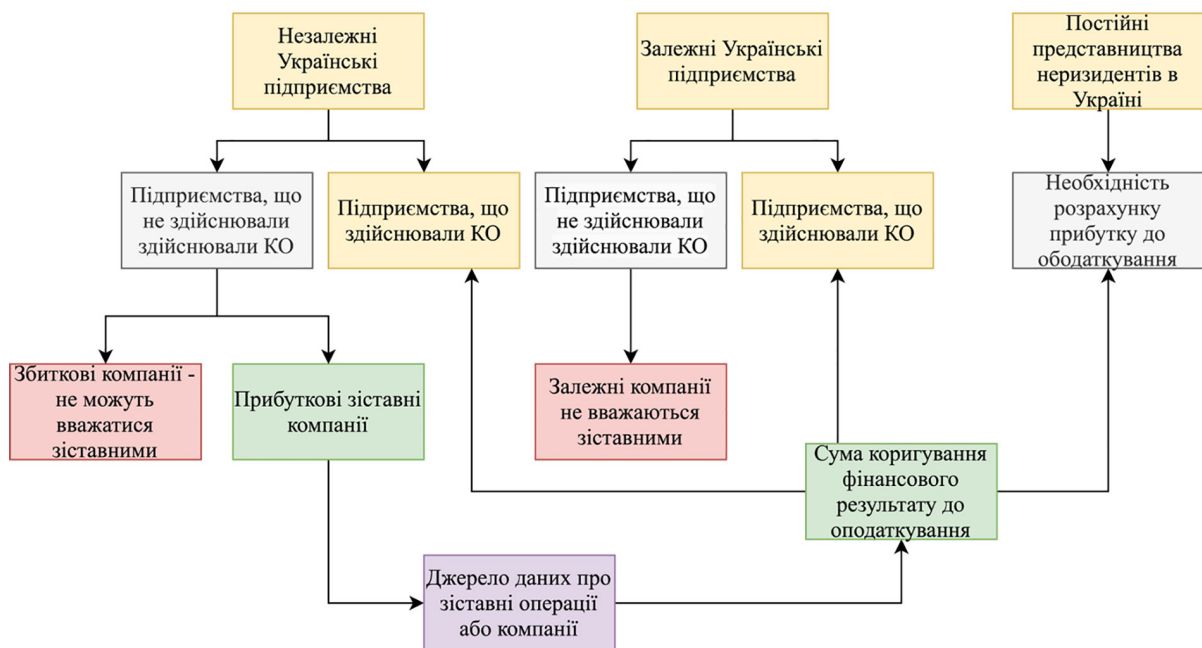 Незалежні
Українські
підприємства
Залежні Українські
підприємства
Постійні
представництва
неризидентів в
Україні
Підприємства, що
не здійснювали
здійснювали КО
Підприємства, що
здійснювали КО
Підприємства, що
не здійснювали
здійснювали КО
Підприємства, що
здійснювали КО
Необхідність
розрахунку
прибутку до
ободаткування
Збиткові компанії -
не можуть
вважатися
зіставними
Прибуткові зіставні
компанії
Залежні компанії
не вважаються
зіставними
Сума коригування
фінансового
результату до
оподаткування
Джерело даних про
зіставні операції
або компанії